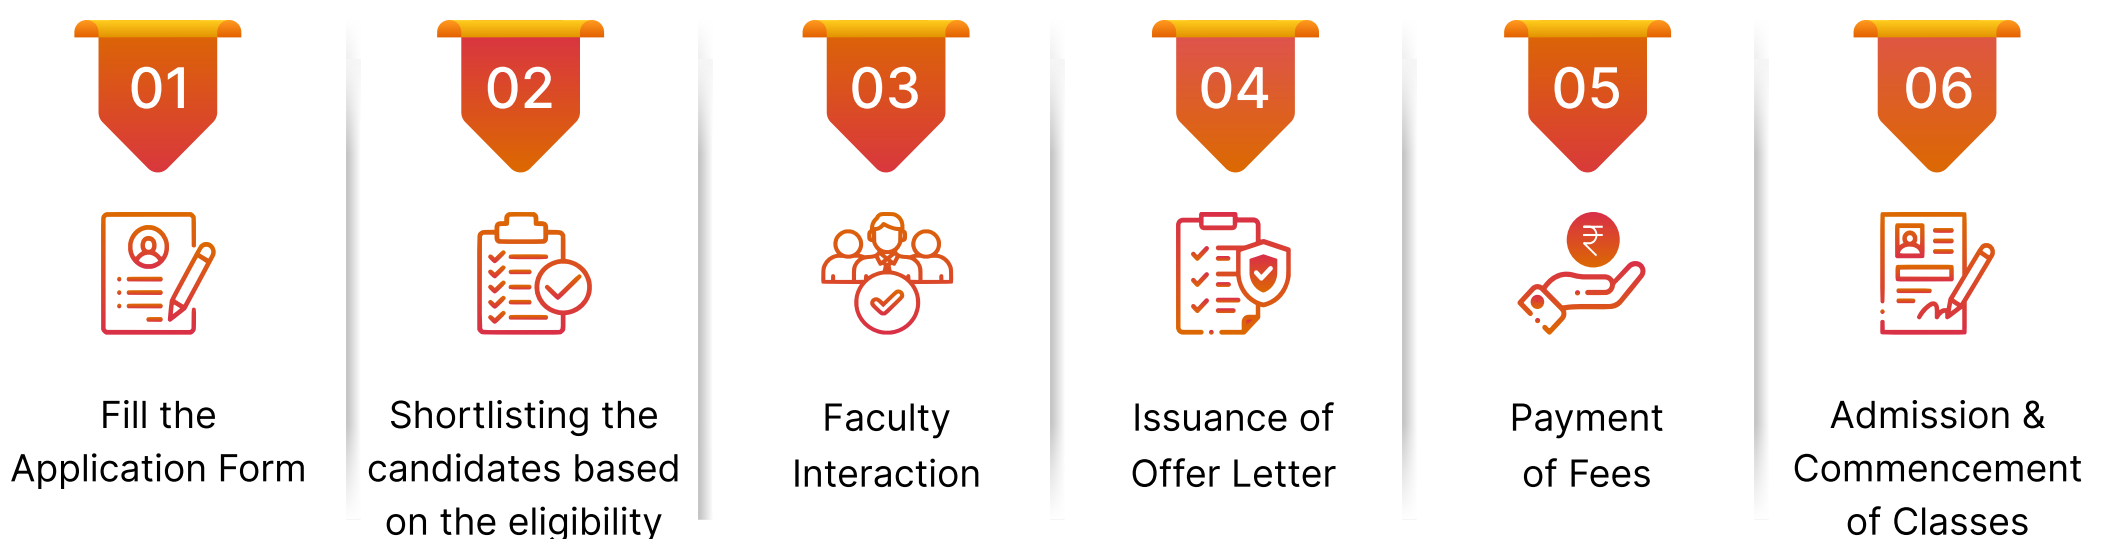 01
Fill the
Application Form
02
Shortlisting the
candidates based
on the eligibility
03
Faculty
Interaction
04
Issuance of
Offer Letter
05
₹
Payment
of Fees
06
Admission &
Commencement
of Classes